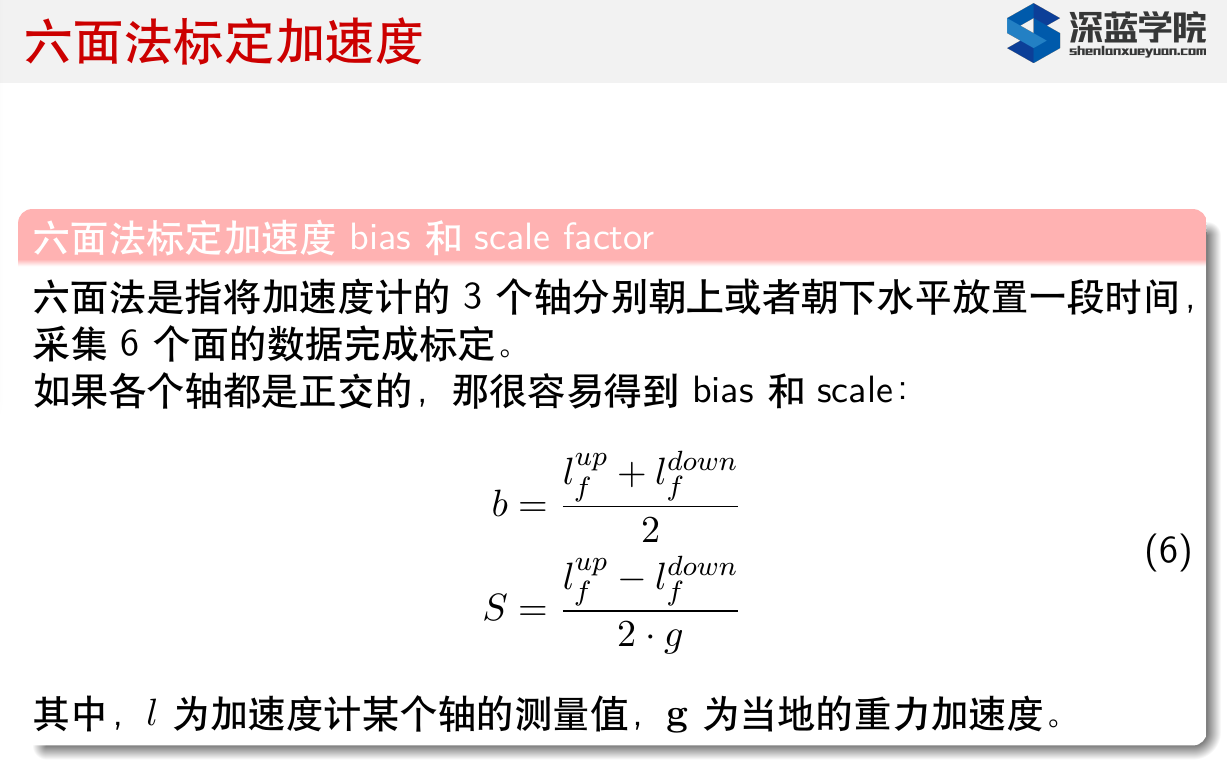 六面法标定加速度
深蓝学院
shenlanxueyuan.com
六面法标定加速度 bias 和 scale factor
六面法是指将加速度计的 3 个轴分别朝上或者朝下水平放置一段时间，
采集 6 个面的数据完成标定。
如果各个轴都是正交的，那很容易得到 bias 和 scale：
b = \frac{l_f^{up} + l_f^{down}}{2}
S = \frac{l_f^{up} - l_f^{down}}{2 \cdot g}
(6)
其中，l 为加速度计某个轴的测量值，g 为当地的重力加速度。